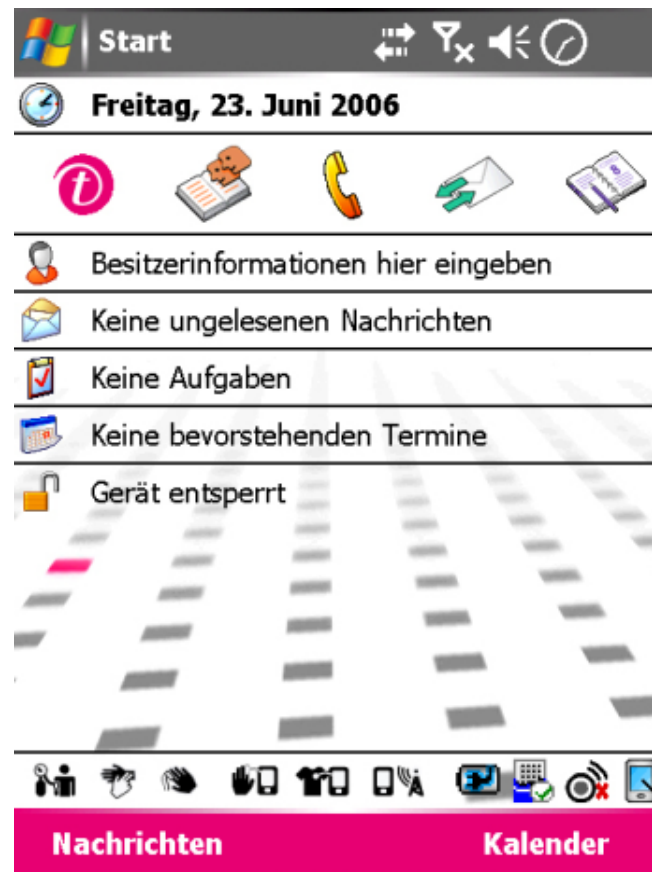 Start
Freitag, 23. Juni 2006
Besitzerinformationen hier eingeben
Keine ungelesenen Nachrichten
Keine Aufgaben
Keine bevorstehenden Termine
Gerät entsperrt
Nachrichten Kalender